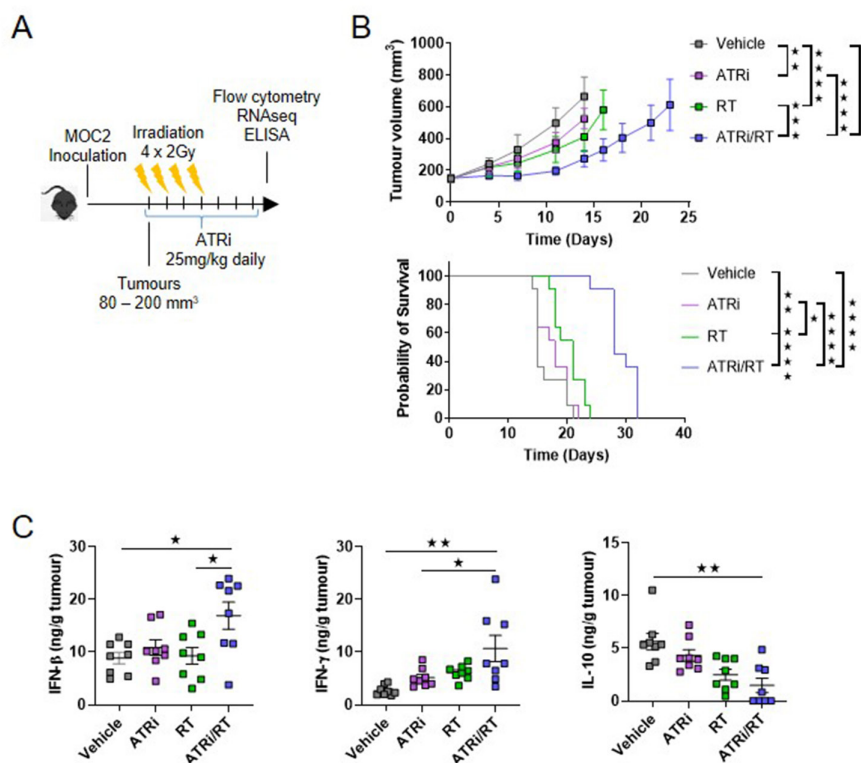 A
Flow cytometry
RNAseq
ELISA
MOC2
Inoculation
Irradiation
4 x 2Gy
ATRi
25mg/kg daily
Tumours
80 – 200 mm³
B
Tumour volume (mm³)
1000
800
600
400
200
0
0 5 10 15 20 25
Time (Days)
Vehicle
ATRi
RT
ATRi/RT
★★
★★★★
★★★
★★★
★★★★
Probability of Survival
100
80
60
40
20
0
0 10 20 30 40
Time (Days)
Vehicle
ATRi
RT
ATRi/RT
C
IFN-β (ng/g tumour)
30
20
10
0
Vehicle ATRi RT ATRi/RT
★
★
IFN-γ (ng/g tumour)
30
20
10
0
Vehicle ATRi RT ATRi/RT
★★
★
IL-10 (ng/g tumour)
15
10
5
0
Vehicle ATRi RT ATRi/RT
★★